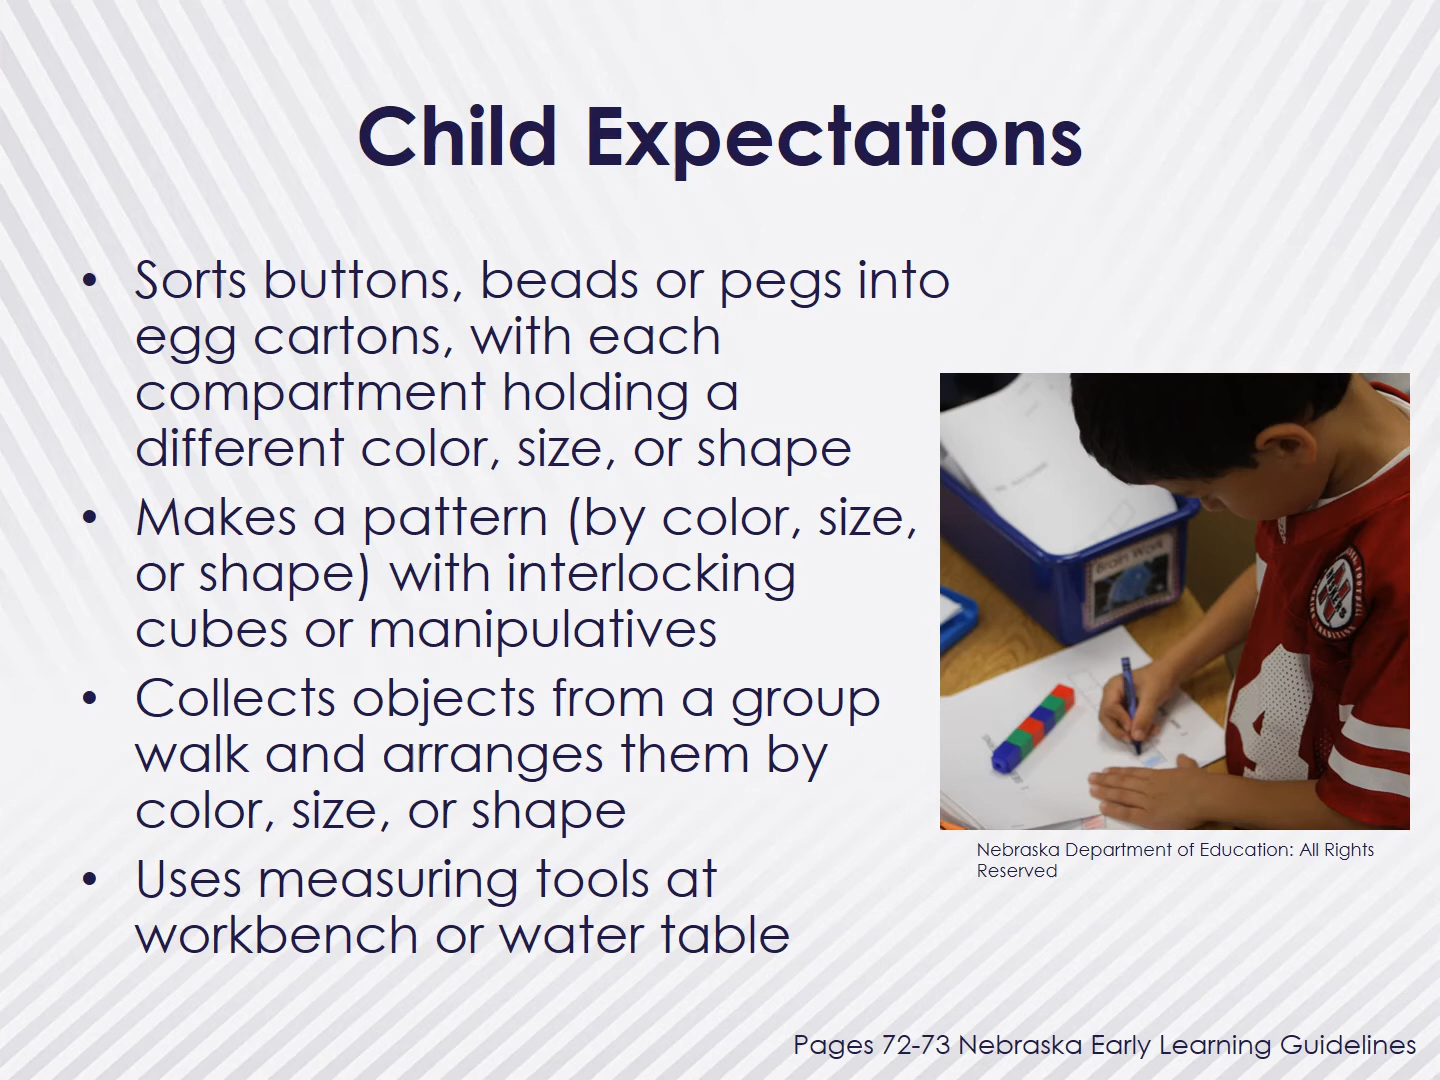 Child Expectations
• Sorts buttons, beads or pegs into
egg cartons, with each
compartment holding a
different color, size, or shape
• Makes a pattern (by color, size,
or shape) with interlocking
cubes or manipulatives
• Collects objects from a group
walk and arranges them by
color, size, or shape
• Uses measuring tools at
workbench or water table
Brain Work
Nebraska Department of Education: All Rights
Reserved
Pages 72-73 Nebraska Early Learning Guidelines